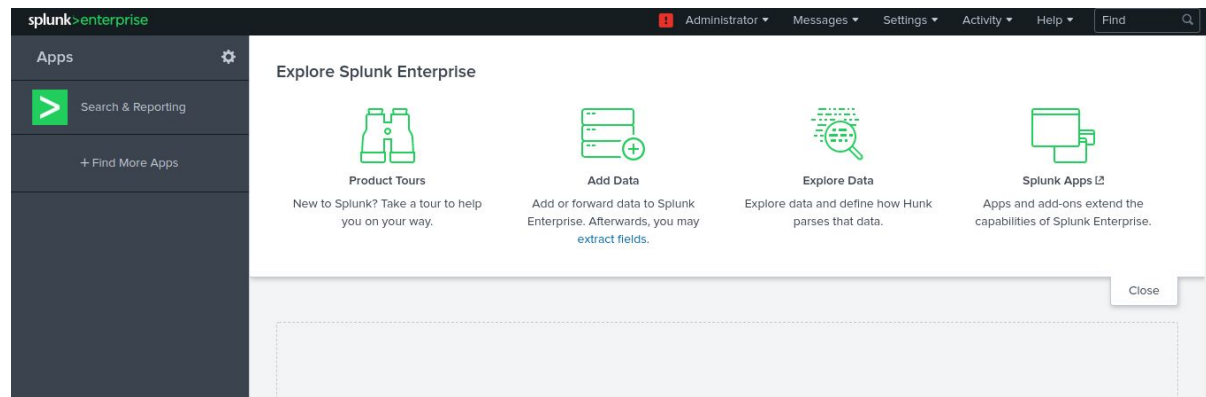 splunk>enterprise
! Administrator Messages Settings Activity Help Find
Apps
Search & Reporting
+ Find More Apps
Explore Splunk Enterprise
Product Tours
New to Splunk? Take a tour to help
you on your way.
Add Data
Add or forward data to Splunk
Enterprise. Afterwards, you may
extract fields.
Explore Data
Explore data and define how Hunk
parses that data.
Splunk Apps
Apps and add-ons extend the
capabilities of Splunk Enterprise.
Close